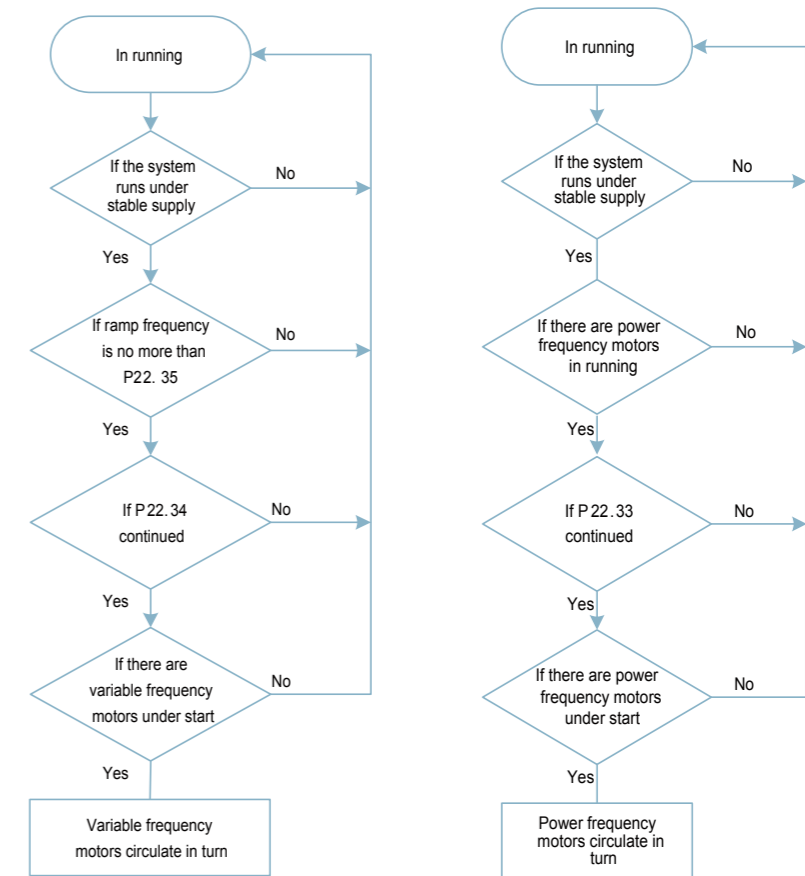 In running
If the system
runs under
stable supply
No
Yes
If ramp frequency
is no more than
P22. 35
No
Yes
If P22.34
continued
No
Yes
If there are
variable frequency
motors under start
No
Yes
Variable frequency
motors circulate in turn
In running
If the system
runs under
stable supply
No
Yes
If there are power
frequency motors
in running
No
Yes
If P22.33
continued
No
Yes
If there are power
frequency motors
under start
No
Yes
Power frequency
motors circulate in
turn